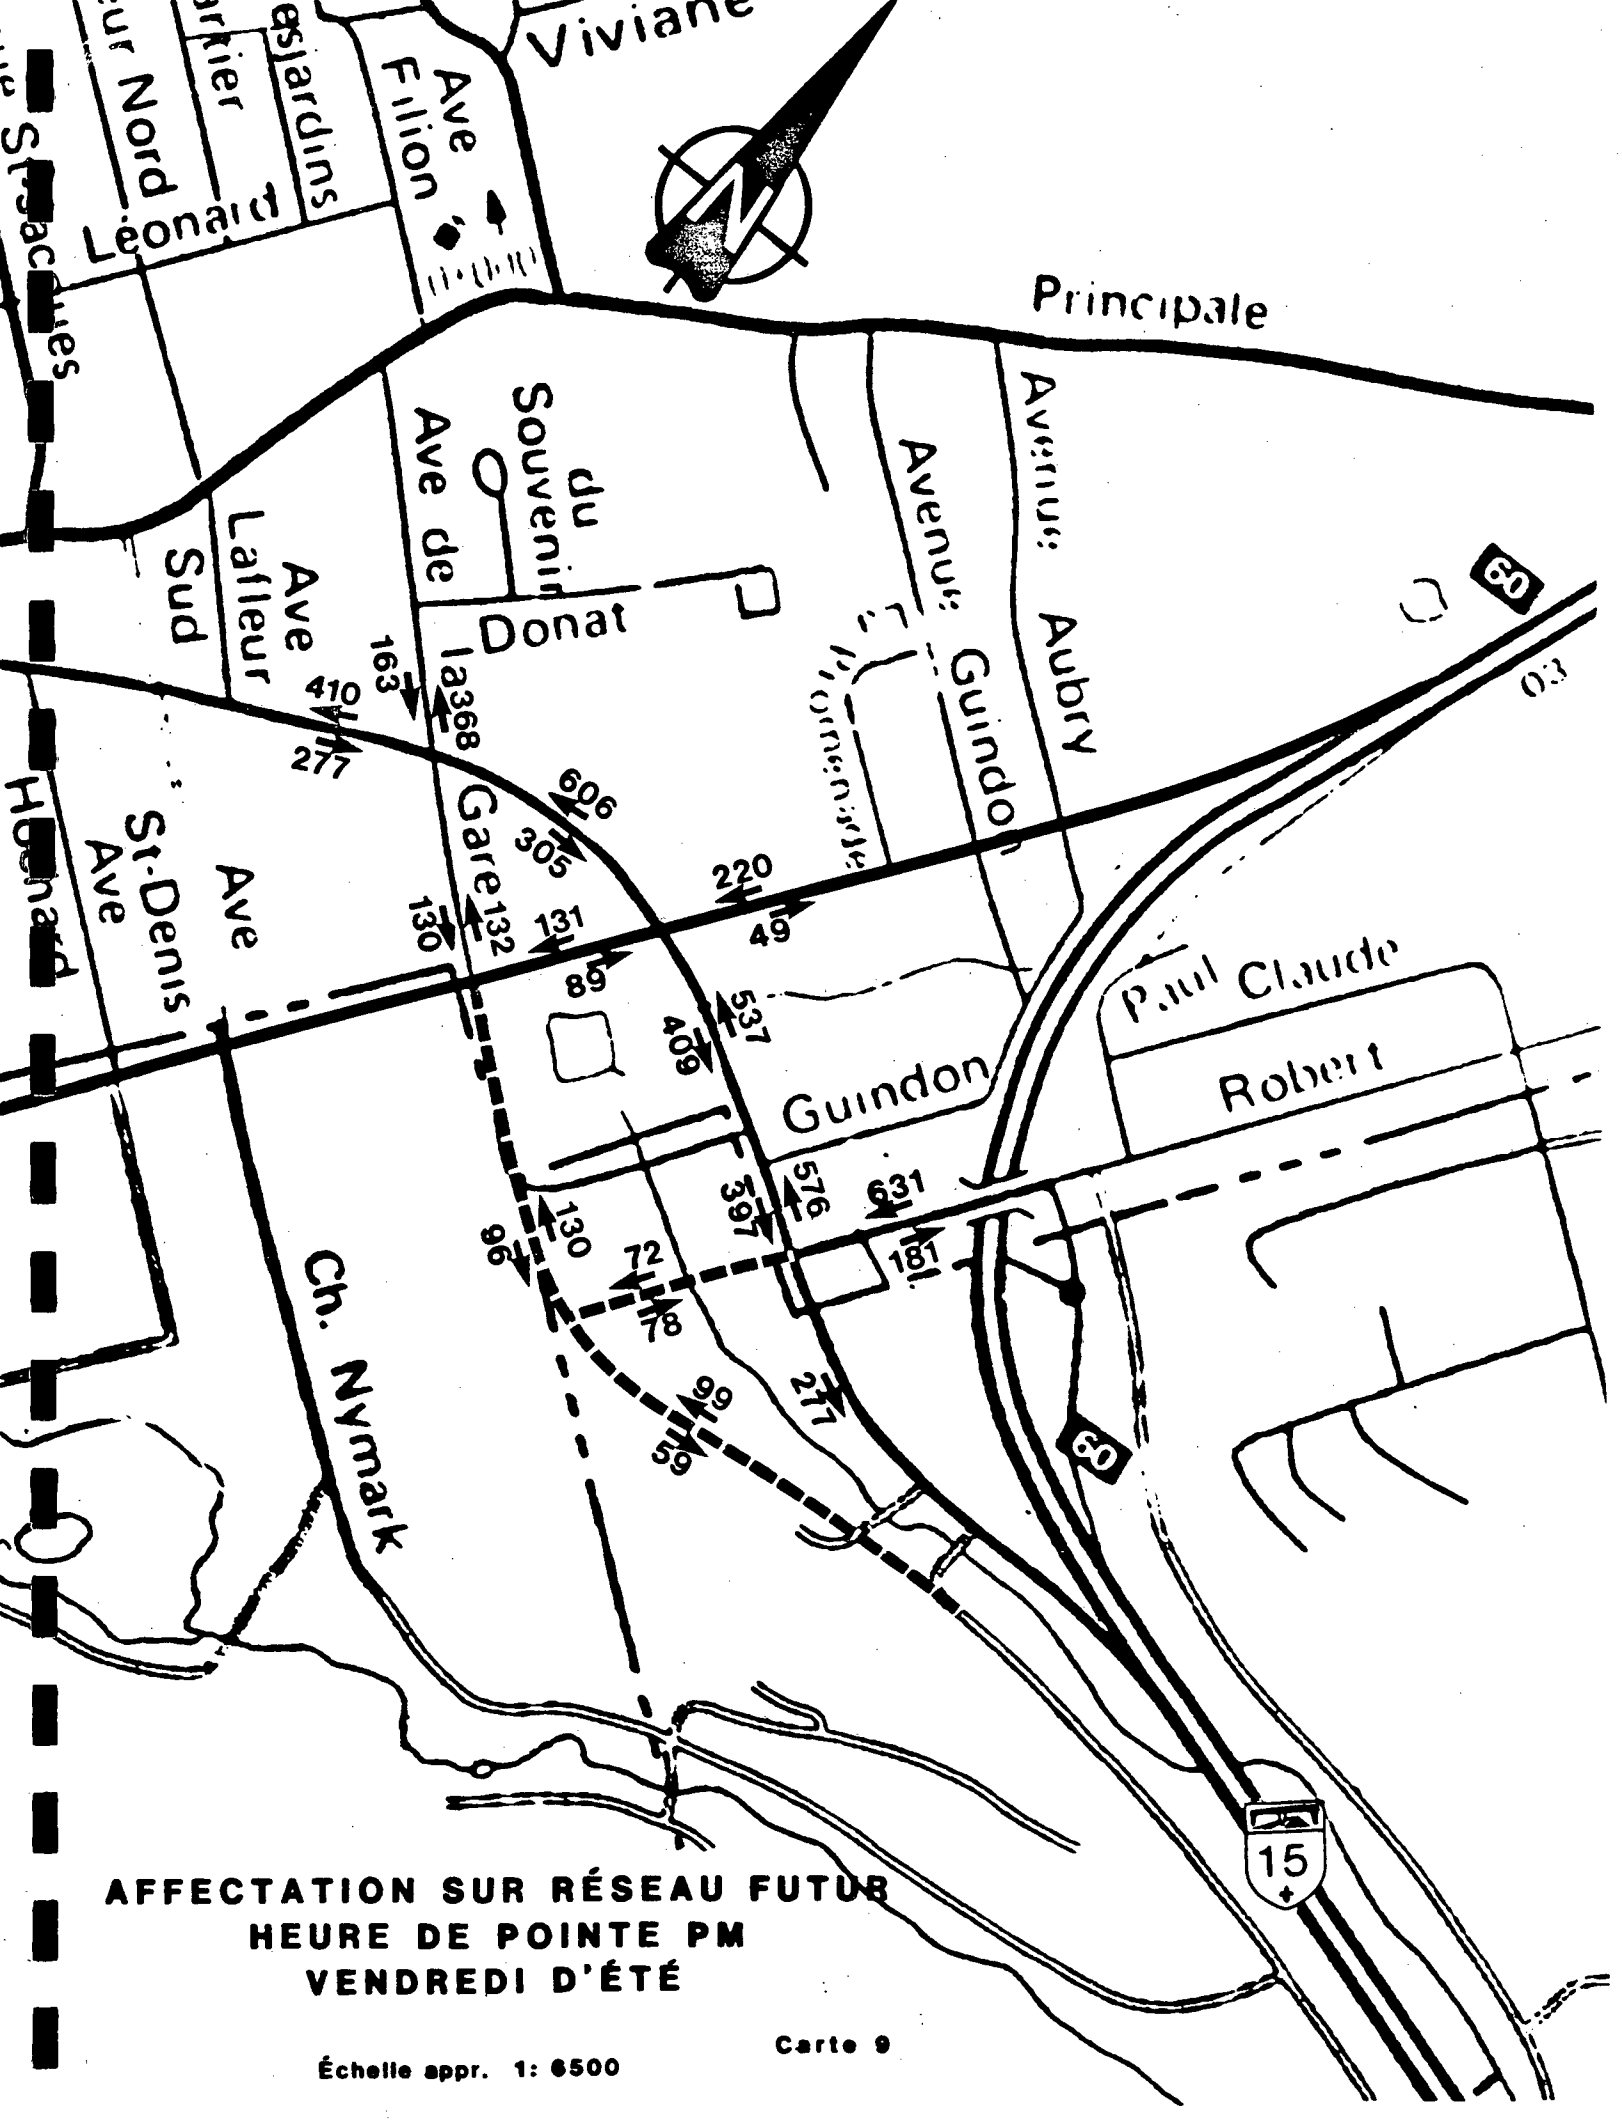 Viviane
Nord
Ave
Filion
Léonard
N
Principale
Ave de
Souvenir
du
Avenue
Avenue
Ave
Lafleur
Sud
Donat
60
03
163
la
368
410
277
Guindon
Aubry
606
305
Gare
St-Denis
Ave
Ave
220
49
130
132
131
89
537
409
Paul Claude
Guindon
Robert
576
397
631
181
96
130
72
78
Ch. Nymark
99
59
277
60
15
AFFECTATION SUR RÉSEAU FUTUR
HEURE DE POINTE PM
VENDREDI D'ÉTÉ
Carte 9
Échelle appr. 1: 6500